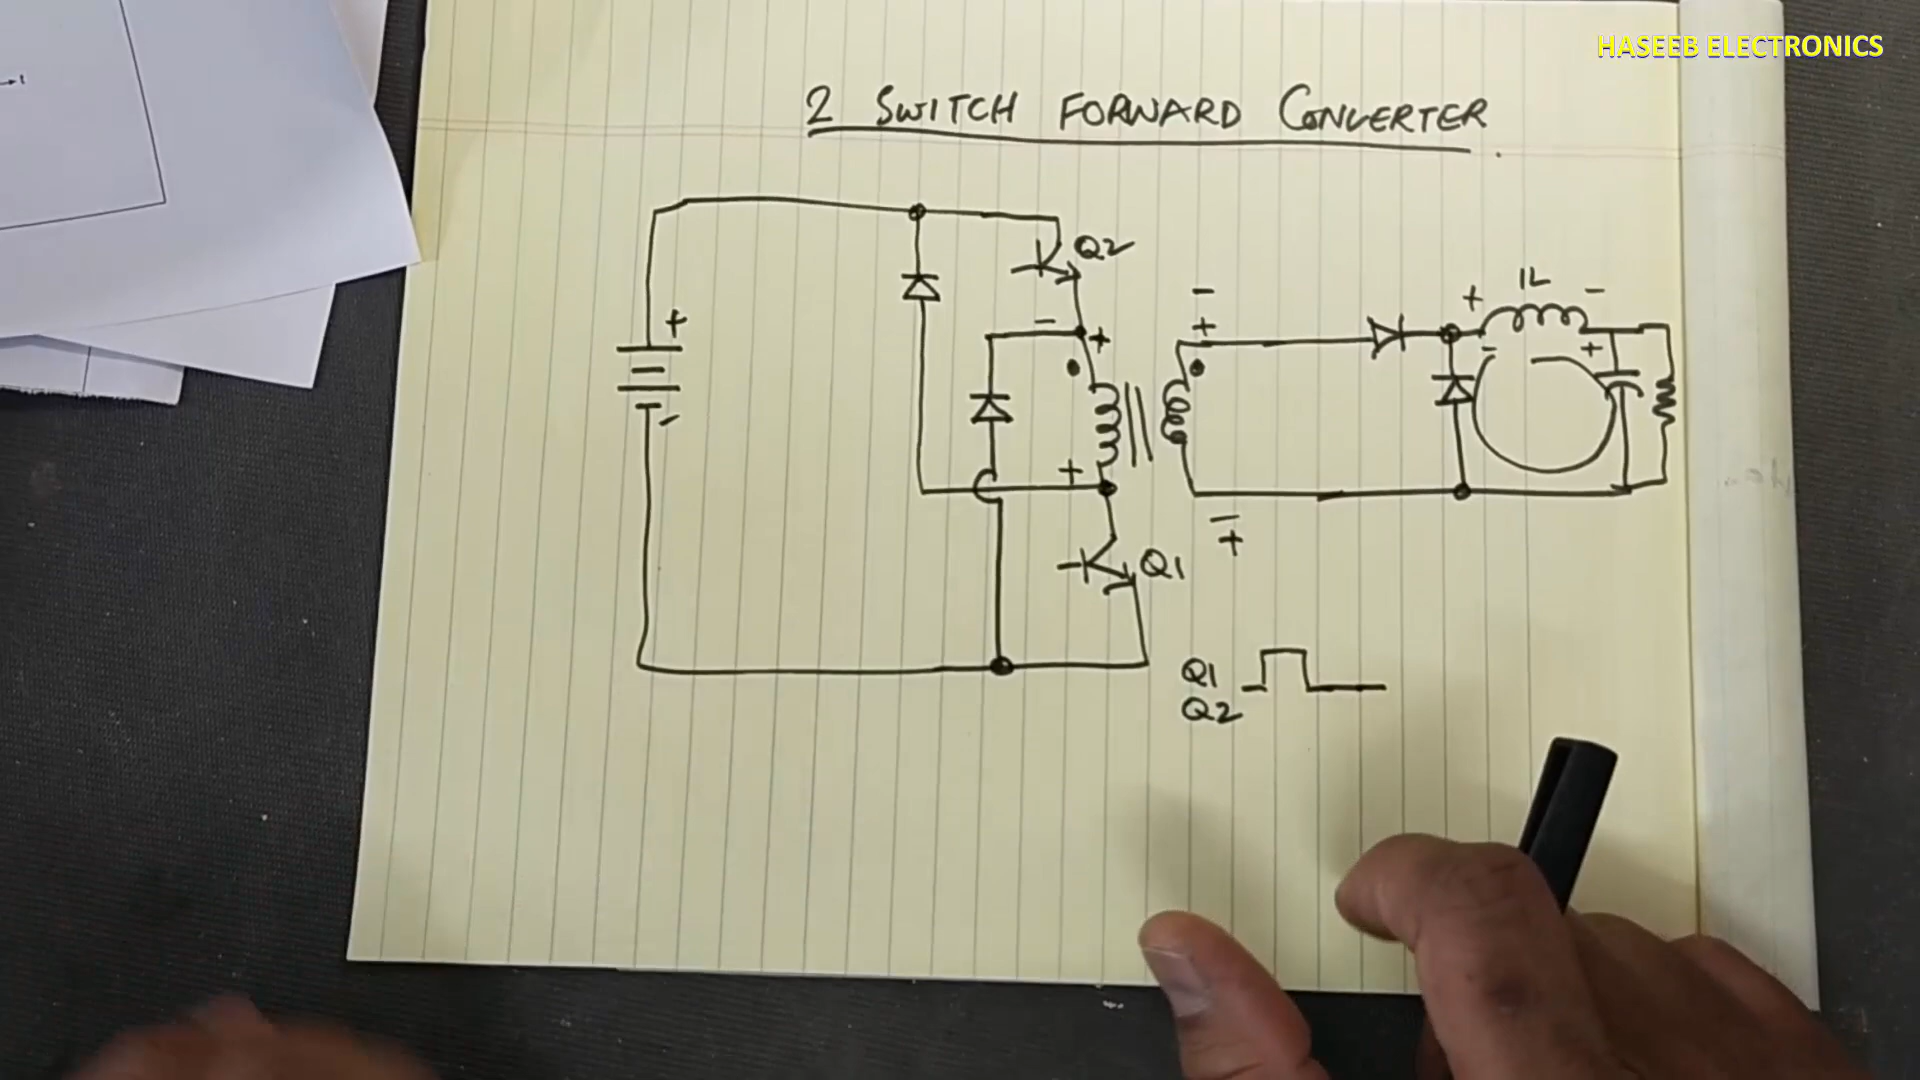 HASEEB ELECTRONICS
2 SWITCH FORWARD CONVERTER
Q2
IL
+
-
-
+
+
-
-
+
+
-
+
-
+
-
+
Q1
Q1
Q2
t